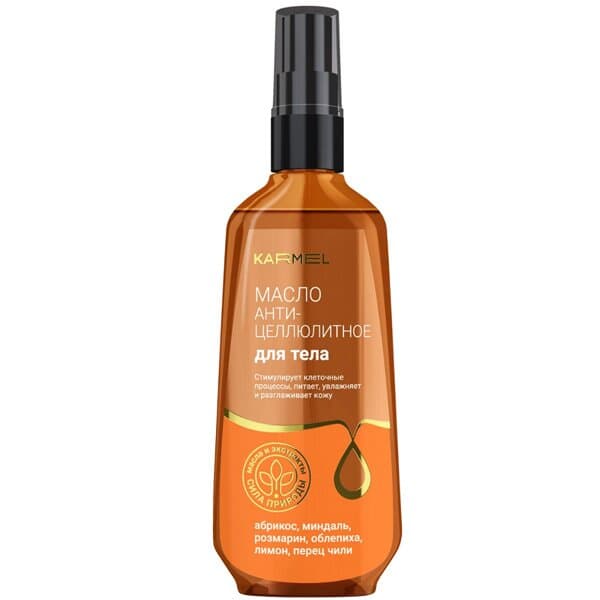 KARMEL
МАСЛО
АНТИ-
ЦЕЛЛЮЛИТНОЕ
для тела
Стимулирует клеточные
процессы, питает, увлажняет
и разглаживает кожу
масла и экстракты
СИЛА ПРИРОДЫ
абрикос, миндаль,
розмарин, облепиха,
лимон, перец чили